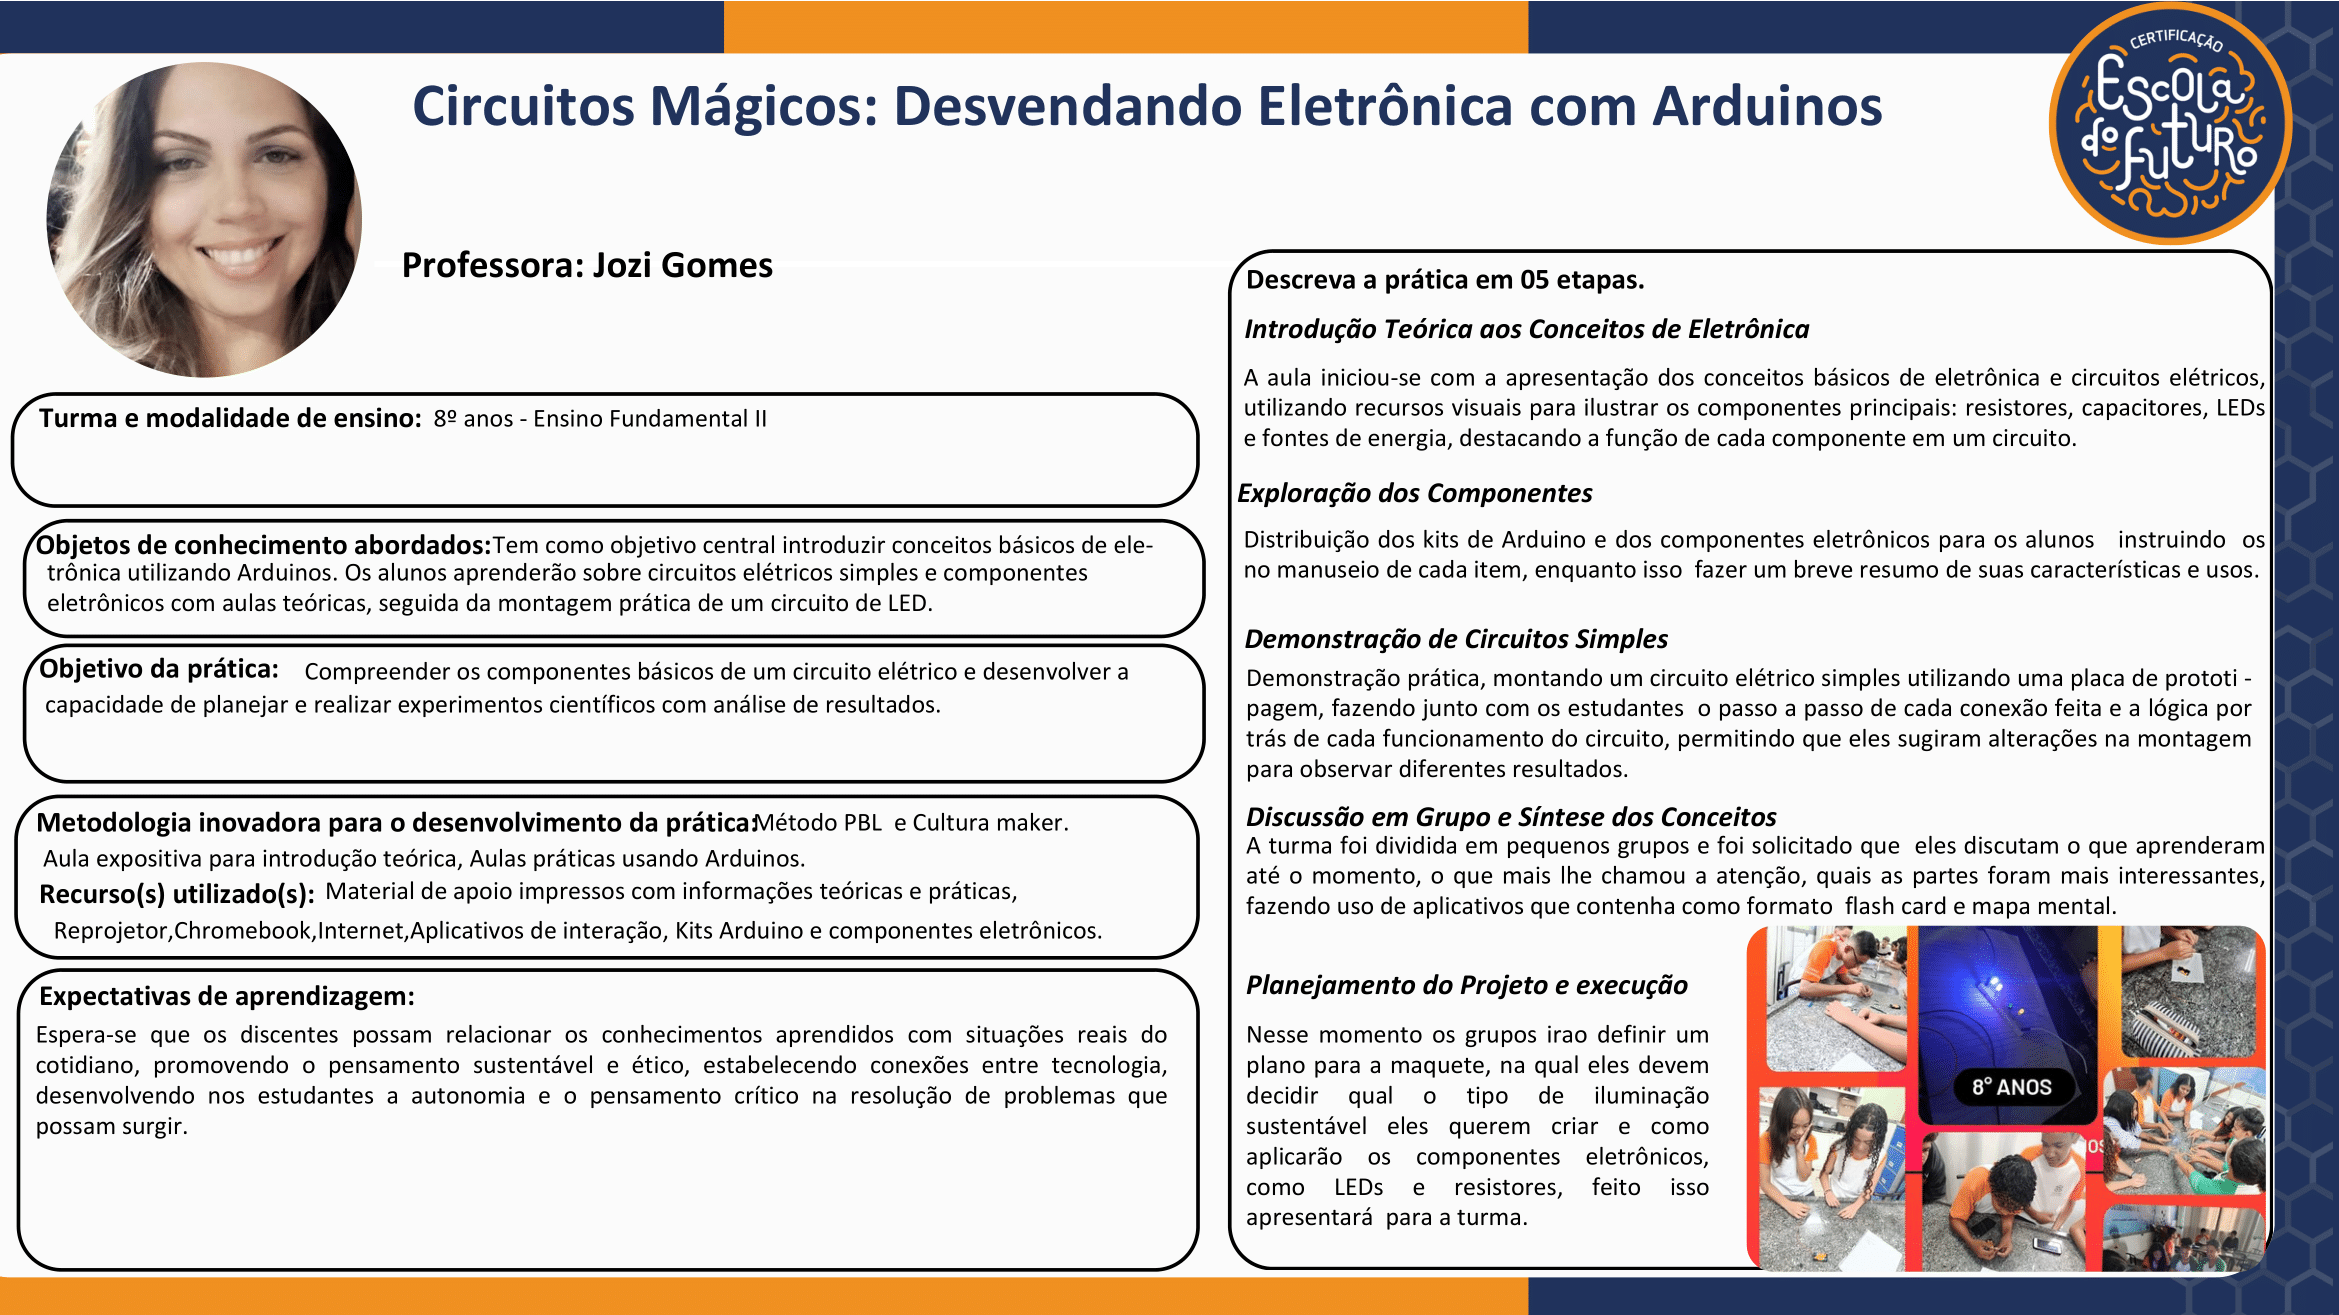 CERTIFICAÇÃO
EScOLa
do futuRo
Circuitos Mágicos: Desvendando Eletrônica com Arduinos
Professora: Jozi Gomes
Turma e modalidade de ensino: 8º anos - Ensino Fundamental II
Objetos de conhecimento abordados:Tem como objetivo central introduzir conceitos básicos de ele-
trônica utilizando Arduinos. Os alunos aprenderão sobre circuitos elétricos simples e componentes
eletrônicos com aulas teóricas, seguida da montagem prática de um circuito de LED.
Objetivo da prática: Compreender os componentes básicos de um circuito elétrico e desenvolver a
capacidade de planejar e realizar experimentos científicos com análise de resultados.
Metodologia inovadora para o desenvolvimento da prática:Método PBL e Cultura maker.
Aula expositiva para introdução teórica, Aulas práticas usando Arduinos.
Recurso(s) utilizado(s): Material de apoio impressos com informações teóricas e práticas,
Reprojetor,Chromebook,Internet,Aplicativos de interação, Kits Arduino e componentes eletrônicos.
Expectativas de aprendizagem:
Espera-se que os discentes possam relacionar os conhecimentos aprendidos com situações reais do
cotidiano, promovendo o pensamento sustentável e ético, estabelecendo conexões entre tecnologia,
desenvolvendo nos estudantes a autonomia e o pensamento crítico na resolução de problemas que
possam surgir.
Descreva a prática em 05 etapas.
Introdução Teórica aos Conceitos de Eletrônica
A aula iniciou-se com a apresentação dos conceitos básicos de eletrônica e circuitos elétricos,
utilizando recursos visuais para ilustrar os componentes principais: resistores, capacitores, LEDs
e fontes de energia, destacando a função de cada componente em um circuito.
Exploração dos Componentes
Distribuição dos kits de Arduino e dos componentes eletrônicos para os alunos instruindo os
no manuseio de cada item, enquanto isso fazer um breve resumo de suas características e usos.
Demonstração de Circuitos Simples
Demonstração prática, montando um circuito elétrico simples utilizando uma placa de prototi -
pagem, fazendo junto com os estudantes o passo a passo de cada conexão feita e a lógica por
trás de cada funcionamento do circuito, permitindo que eles sugiram alterações na montagem
para observar diferentes resultados.
Discussão em Grupo e Síntese dos Conceitos
A turma foi dividida em pequenos grupos e foi solicitado que eles discutam o que aprenderam
até o momento, o que mais lhe chamou a atenção, quais as partes foram mais interessantes,
fazendo uso de aplicativos que contenha como formato flash card e mapa mental.
Planejamento do Projeto e execução
Nesse momento os grupos irao definir um
plano para a maquete, na qual eles devem
decidir qual o tipo de iluminação
sustentável eles querem criar e como
aplicarão os componentes eletrônicos,
como LEDs e resistores, feito isso
apresentará para a turma.
8° ANOS